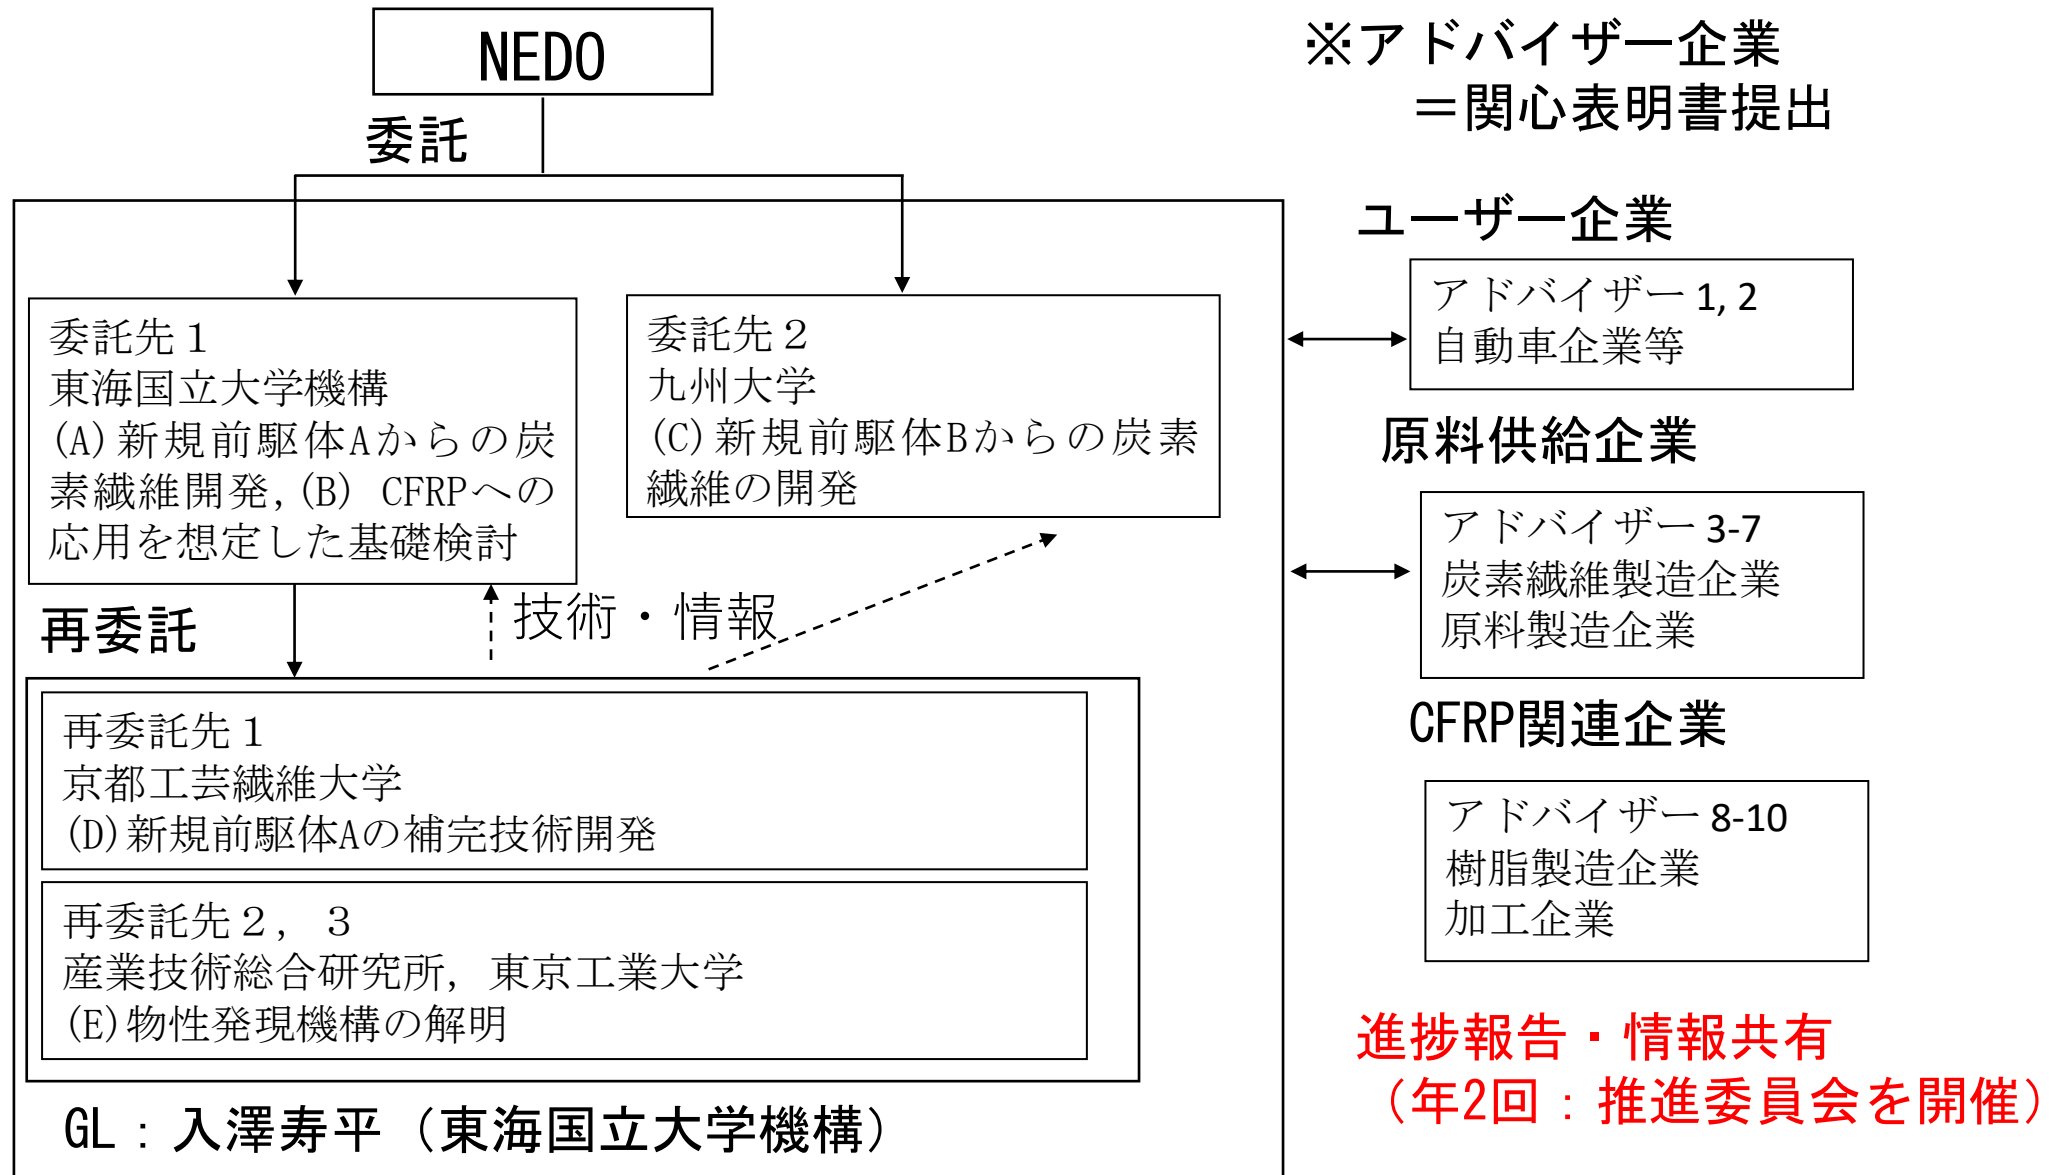 NEDO
委託
委託先１
東海国立大学機構
(A)新規前駆体Aからの炭
素繊維開発,(B) CFRPへの
応用を想定した基礎検討
委託先２
九州大学
(C)新規前駆体Bからの炭素
繊維の開発
再委託
技術・情報
再委託先１
京都工芸繊維大学
(D)新規前駆体Aの補完技術開発
再委託先２, ３
産業技術総合研究所, 東京工業大学
(E)物性発現機構の解明
GL：入澤寿平（東海国立大学機構）
※アドバイザー企業
＝関心表明書提出
ユーザー企業
アドバイザー 1, 2
自動車企業等
原料供給企業
アドバイザー 3-7
炭素繊維製造企業
原料製造企業
CFRP関連企業
アドバイザー 8-10
樹脂製造企業
加工企業
進捗報告・情報共有
（年2回：推進委員会を開催）